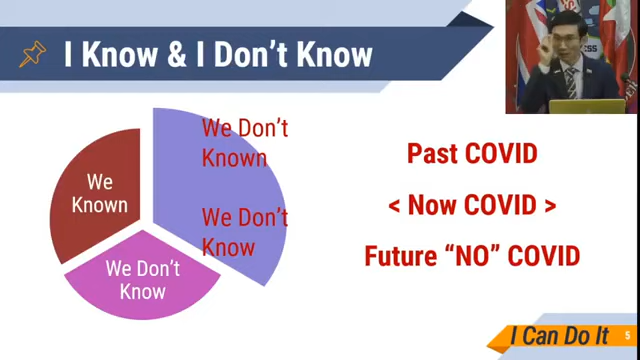 I Know & I Don't Know
We
Known
We Don't
Know
We Don't
Known
We Don't
Know
Past COVID
< Now COVID >
Future “NO” COVID
I Can Do It
5